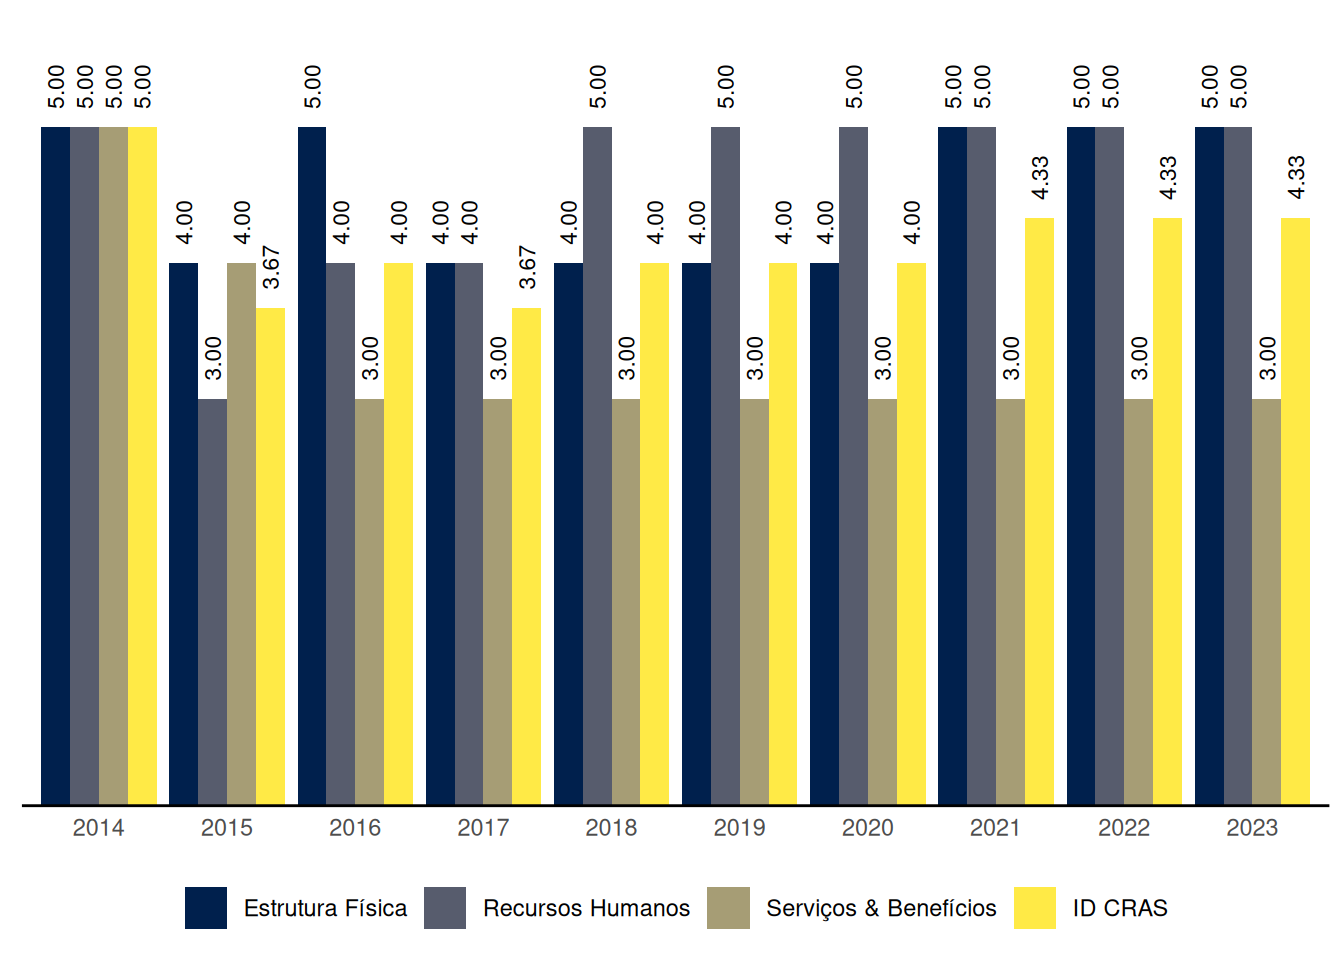 5.00 5.00 5.00 5.00 4.00 3.00 4.00 3.67 5.00 4.00 3.00 4.00 4.00 4.00 3.00 3.67 4.00 5.00 3.00 4.00 4.00 5.00 3.00 4.00 4.00 5.00 3.00 4.00 5.00 5.00 3.00 4.33 5.00 5.00 3.00 4.33 5.00 5.00 3.00 4.33
2014 2015 2016 2017 2018 2019 2020 2021 2022 2023
Estrutura Física Recursos Humanos Serviços & Benefícios ID CRAS